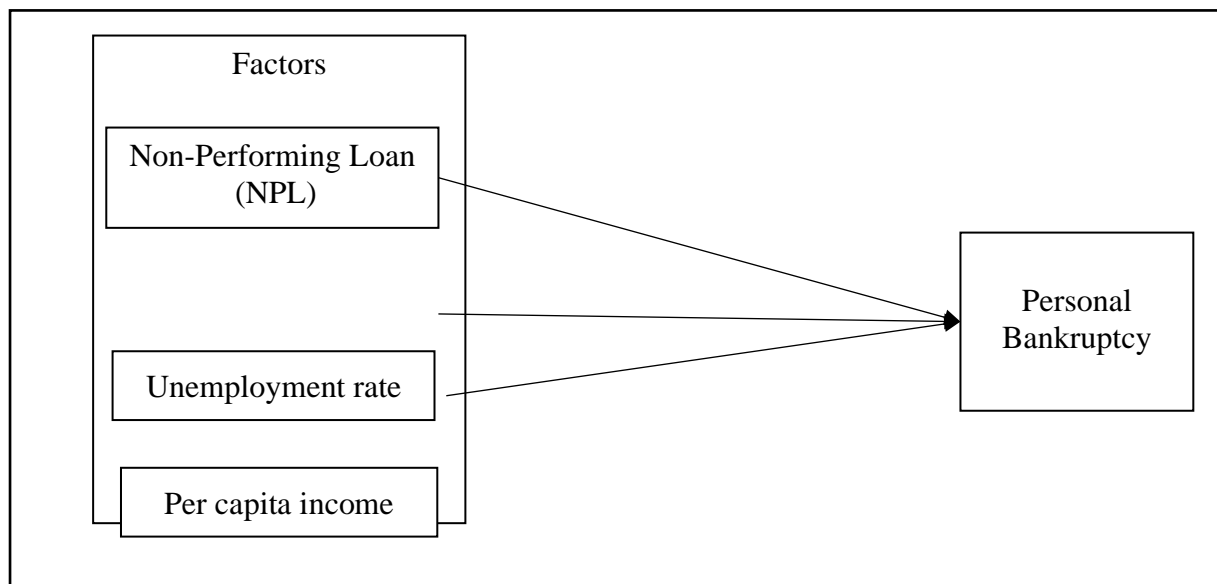 Factors
Non-Performing Loan
(NPL)
Personal
Bankruptcy
Unemployment rate
Per capita income